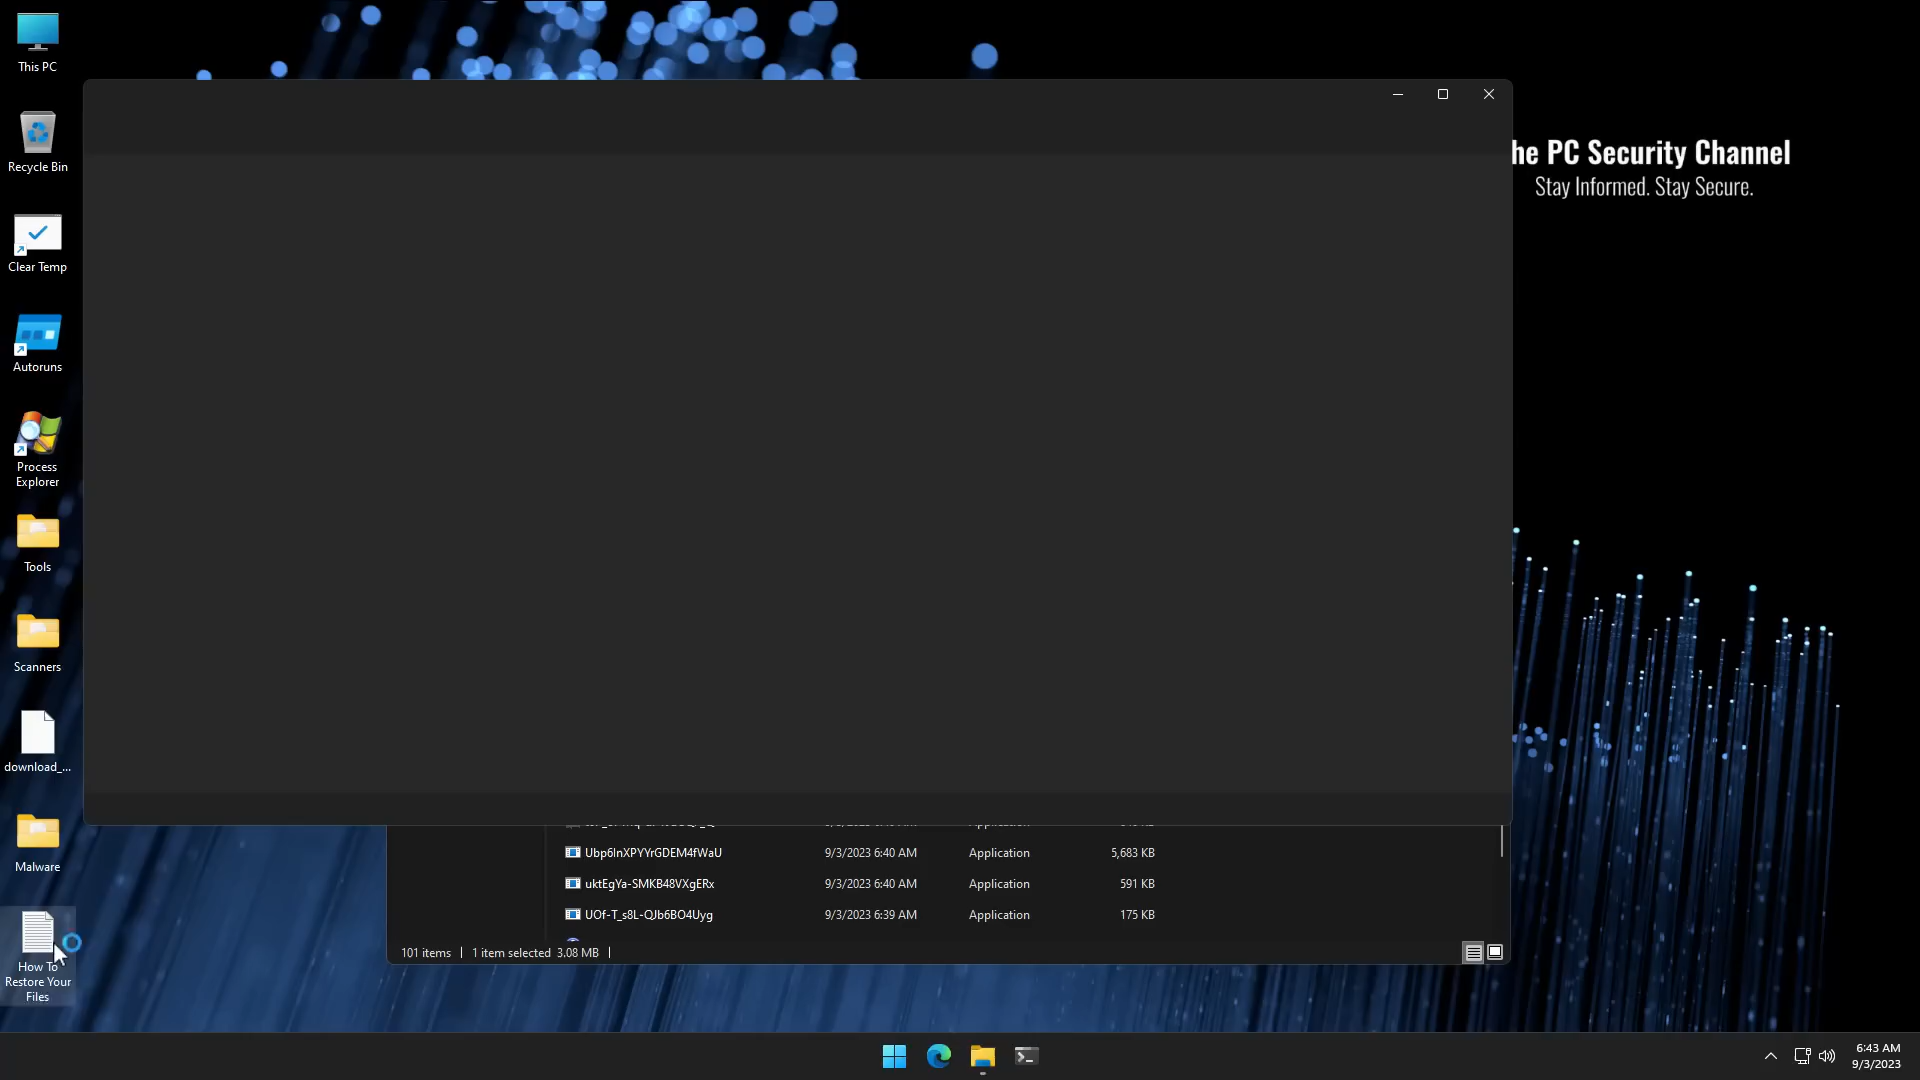 This PC
Recycle Bin
Clear Temp
Autoruns
Process
Explorer
Tools
Scanners
download_...
Malware
How To
Restore Your
Files
he PC Security Channel
Stay Informed. Stay Secure.
Ubp6InXPYYrGDEM4fWaU 9/3/2023 6:40 AM Application 5,683 KB
uktEgYa-SMKB48VXgERx 9/3/2023 6:40 AM Application 591 KB
UOf-T_s8L-QJb6BO4Uyg 9/3/2023 6:39 AM Application 175 KB
101 items 1 item selected 3.08 MB
6:43 AM
9/3/2023